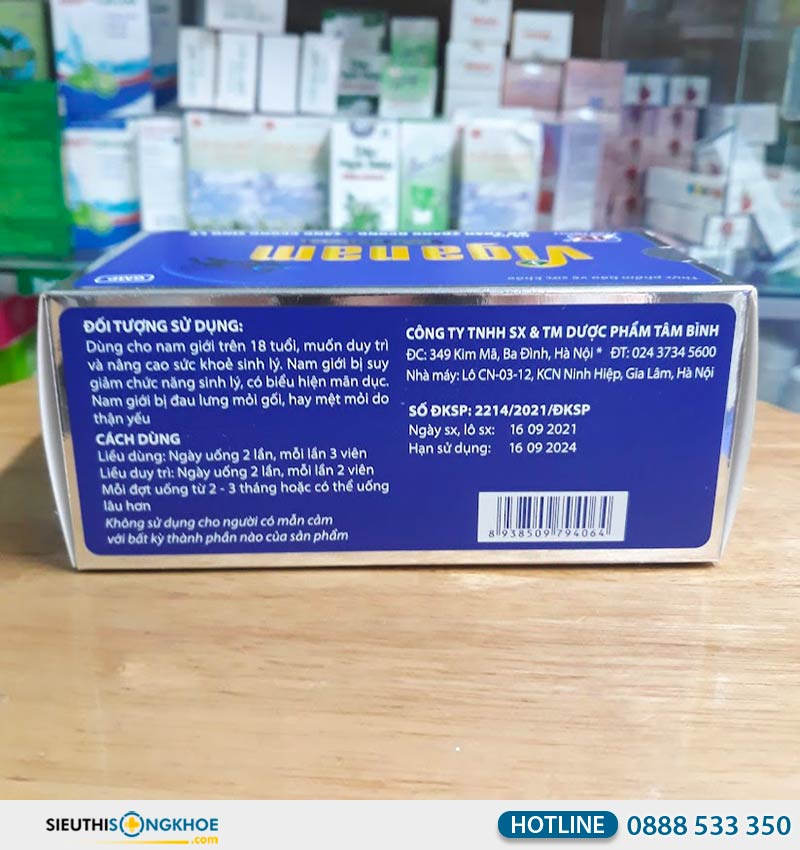 Viganam
Thực phẩm bảo vệ sức khỏe
GMP
ĐỐI TƯỢNG SỬ DỤNG:
Dùng cho nam giới trên 18 tuổi, muốn duy trì
và nâng cao sức khoẻ sinh lý. Nam giới bị suy
giảm chức năng sinh lý, có biểu hiện mãn dục.
Nam giới bị đau lưng mỏi gối, hay mệt mỏi do
thận yếu
CÁCH DÙNG
Liều dùng: Ngày uống 2 lần, mỗi lần 3 viên
Liều duy trì: Ngày uống 2 lần, mỗi lần 2 viên
Mỗi đợt uống từ 2 - 3 tháng hoặc có thể uống
lâu hơn
Không sử dụng cho người có mẫn cảm
với bất kỳ thành phần nào của sản phẩm
CÔNG TY TNHH SX & TM DƯỢC PHẨM TÂM BÌNH
ĐC: 349 Kim Mã, Ba Đình, Hà Nội * ĐT: 024 3734 5600
Nhà máy: Lô CN-03-12, KCN Ninh Hiệp, Gia Lâm, Hà Nội
SỐ ĐKSP: 2214/2021/ĐKSP
Ngày sx, lô sx: 16 09 2021
Hạn sử dụng: 16 09 2024
8 938509 794064
SIEUTHISONGKHOE
.com
HOTLINE 0888 533 350